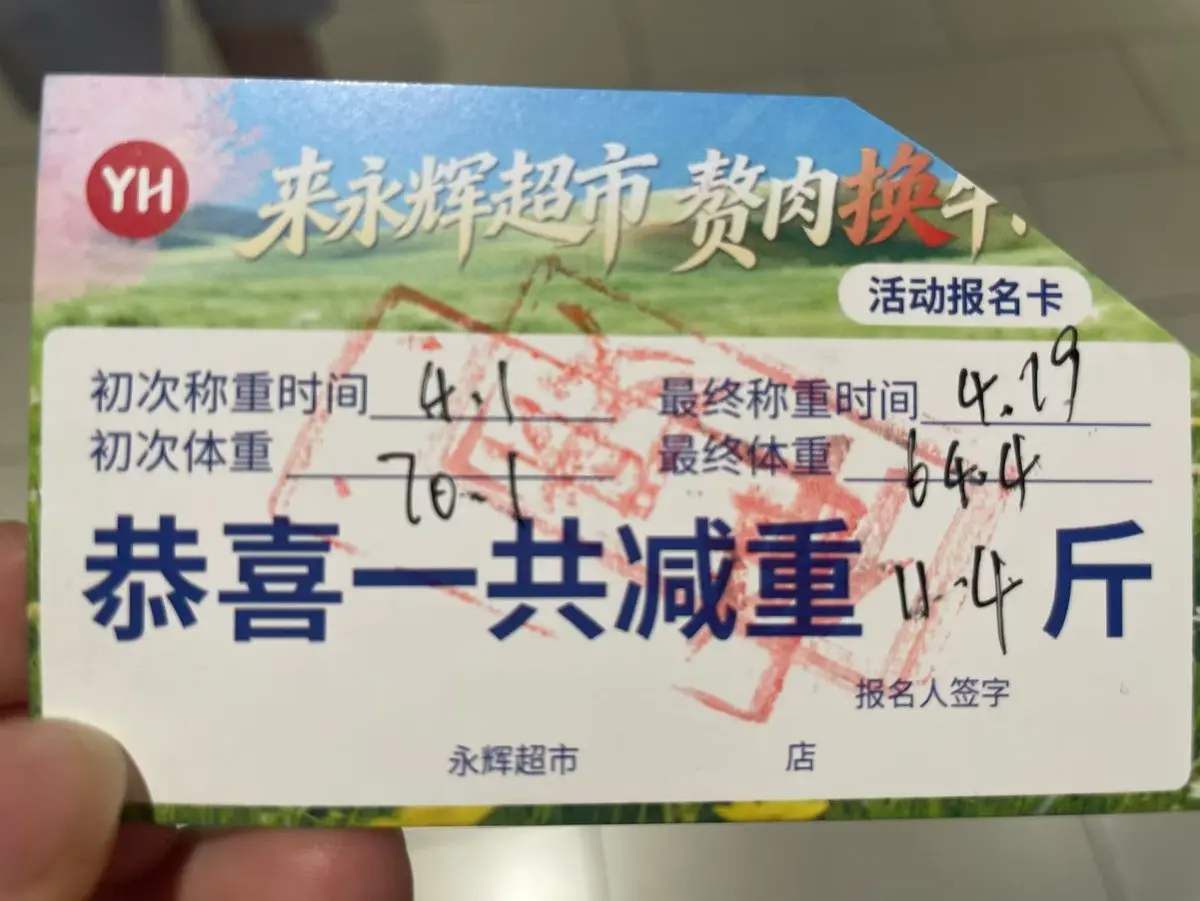 YH
来永辉超市 赘肉换牛
活动报名卡
初次称重时间 4.1 最终称重时间 4.19
初次体重 70.1 最终体重 64.4
恭喜一共减重 11.4 斤
报名人签字
永辉超市 店